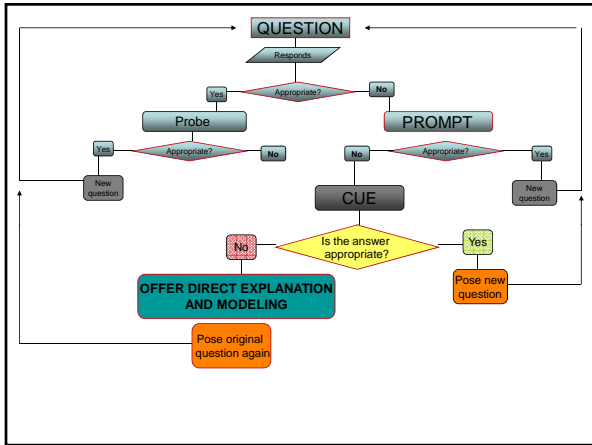 QUESTION
Responds
Appropriate?
Yes
No
Probe
PROMPT
Yes
Appropriate?
No
No
Appropriate?
Yes
New
question
CUE
New
question
Is the answer
appropriate?
No
Yes
OFFER DIRECT EXPLANATION
AND MODELING
Pose new
question
Pose original
question again